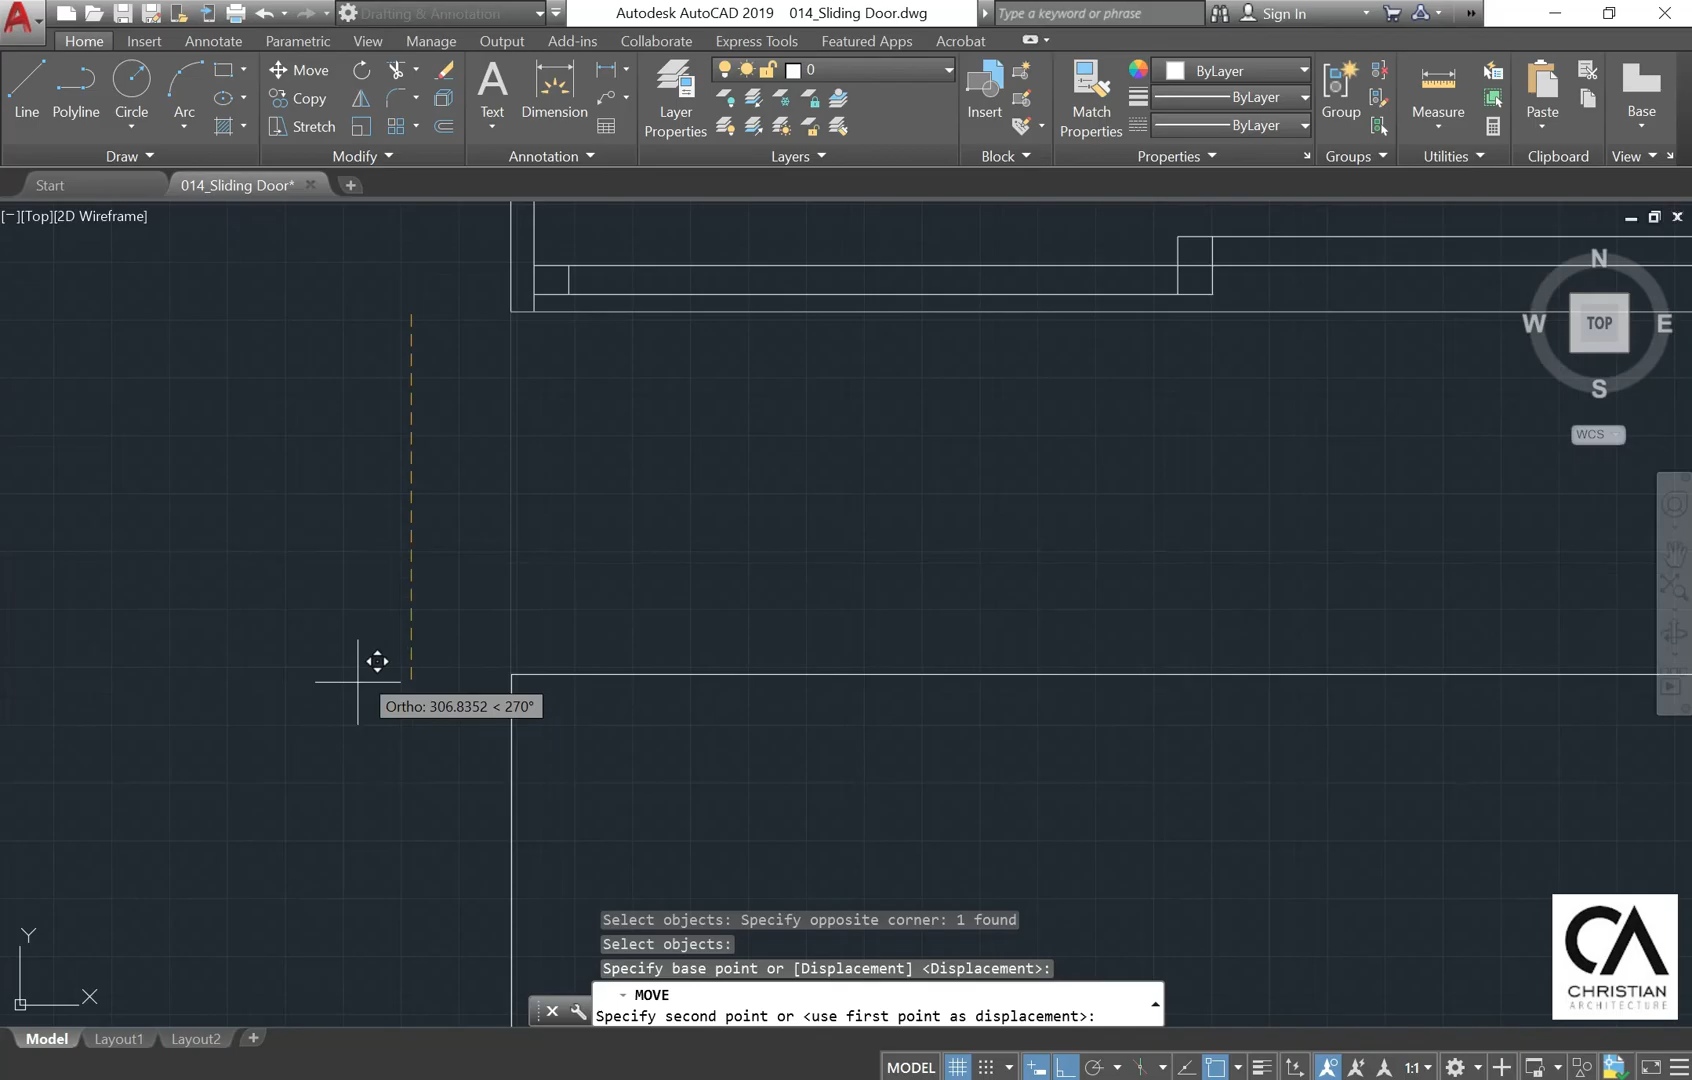 Drafting & Annotation
Autodesk AutoCAD 2019 014_Sliding Door.dwg
Type a keyword or phrase
Sign In
Home Insert Annotate Parametric View Manage Output Add-ins Collaborate Express Tools Featured Apps Acrobat
Line Polyline Circle Arc
Draw
Move
Copy
Stretch
Modify
Text Dimension
Annotation
Layer
Properties
0
Layers
Insert
Block
Match
Properties
ByLayer
ByLayer
ByLayer
Properties
Group
Groups
Measure
Utilities
Paste
Clipboard
Base
View
Start 014_Sliding Door*
[−][Top][2D Wireframe]
N
W TOP E
S
WCS
Ortho: 306.8352 < 270°
Y
X
Select objects: Specify opposite corner: 1 found
Select objects:
Specify base point or [Displacement] <Displacement>:
MOVE
Specify second point or <use first point as displacement>:
CA
CHRISTIAN
ARCHITECTURE
Model Layout1 Layout2
MODEL 1:1